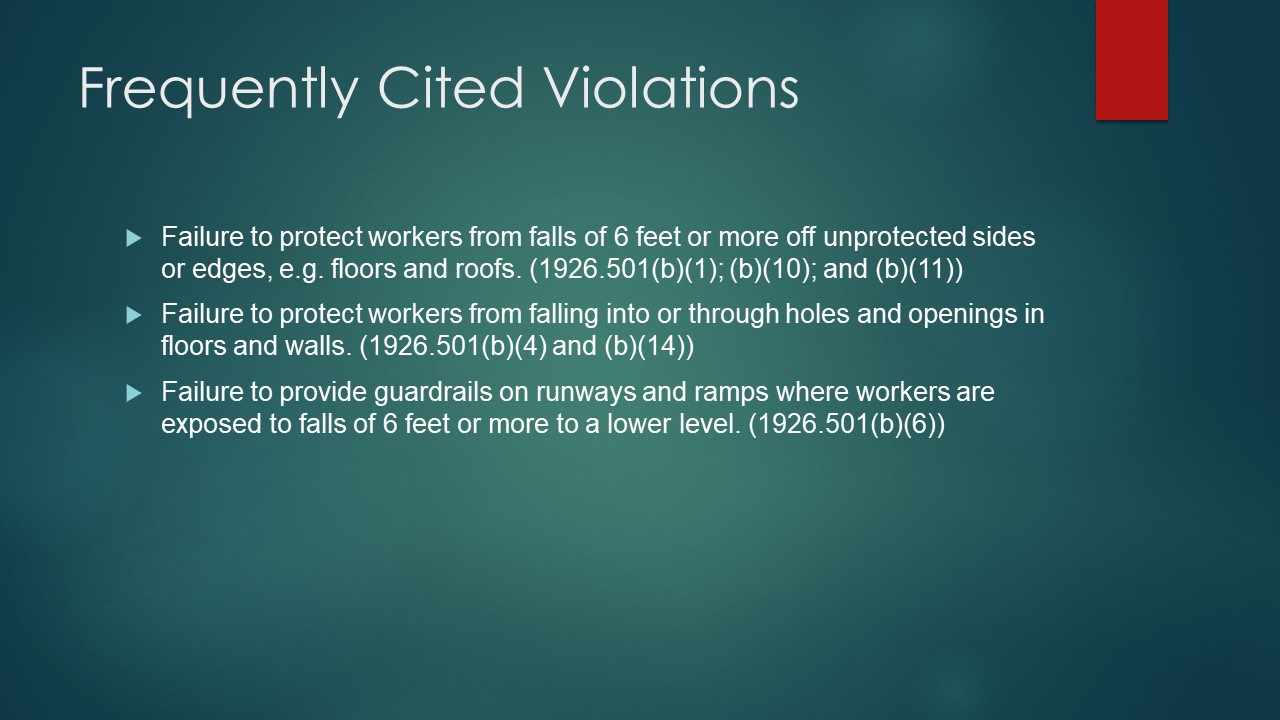 Frequently Cited Violations
Failure to protect workers from falls of 6 feet or more off unprotected sides
or edges, e.g. floors and roofs. (1926.501(b)(1); (b)(10); and (b)(11))
Failure to protect workers from falling into or through holes and openings in
floors and walls. (1926.501(b)(4) and (b)(14))
Failure to provide guardrails on runways and ramps where workers are
exposed to falls of 6 feet or more to a lower level. (1926.501(b)(6))